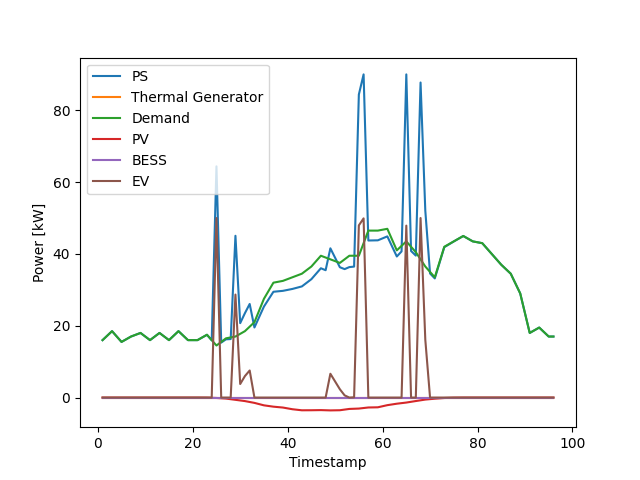 PS
Thermal Generator
Demand
PV
BESS
EV
Power [kW]
80
60
40
20
0
0 20 40 60 80 100
Timestamp